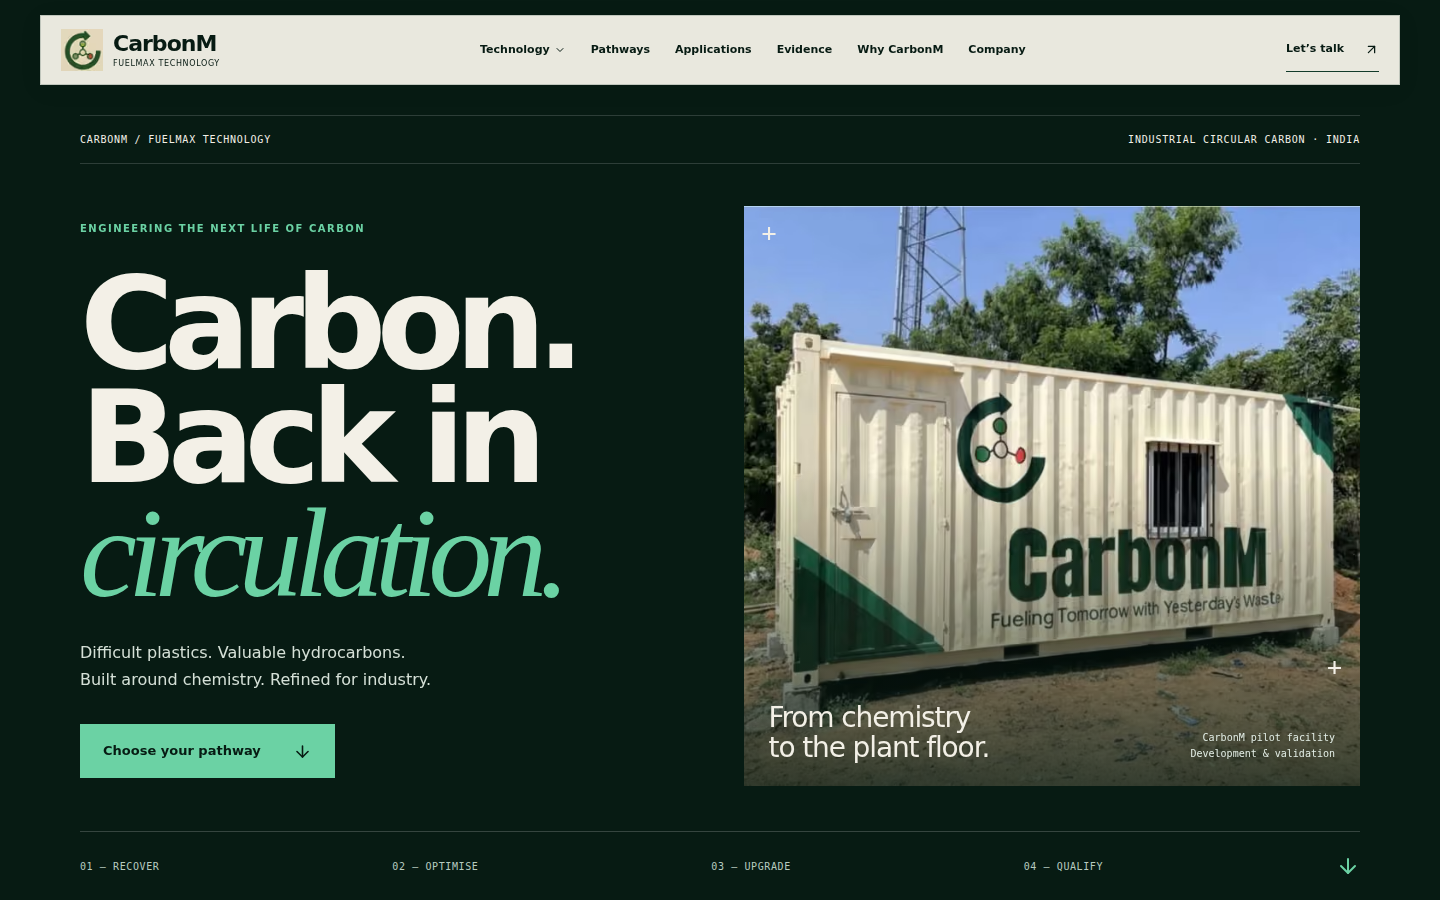 CarbonM
FUELMAX TECHNOLOGY
Technology
Pathways
Applications
Evidence
Why CarbonM
Company
Let’s talk
CARBONM / FUELMAX TECHNOLOGY
INDUSTRIAL CIRCULAR CARBON · INDIA
ENGINEERING THE NEXT LIFE OF CARBON
Carbon.
Back in
circulation.
Difficult plastics. Valuable hydrocarbons.
Built around chemistry. Refined for industry.
Choose your pathway
CarbonM
Fueling Tomorrow with Yesterday's Waste
From chemistry
to the plant floor.
CarbonM pilot facility
Development & validation
01 — RECOVER
02 — OPTIMISE
03 — UPGRADE
04 — QUALIFY